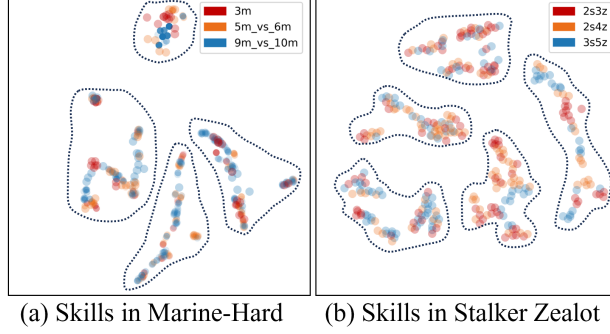 3m
5m_vs_6m
9m_vs_10m
2s3z
2s4z
3s5z
(a) Skills in Marine-Hard
(b) Skills in Stalker Zealot